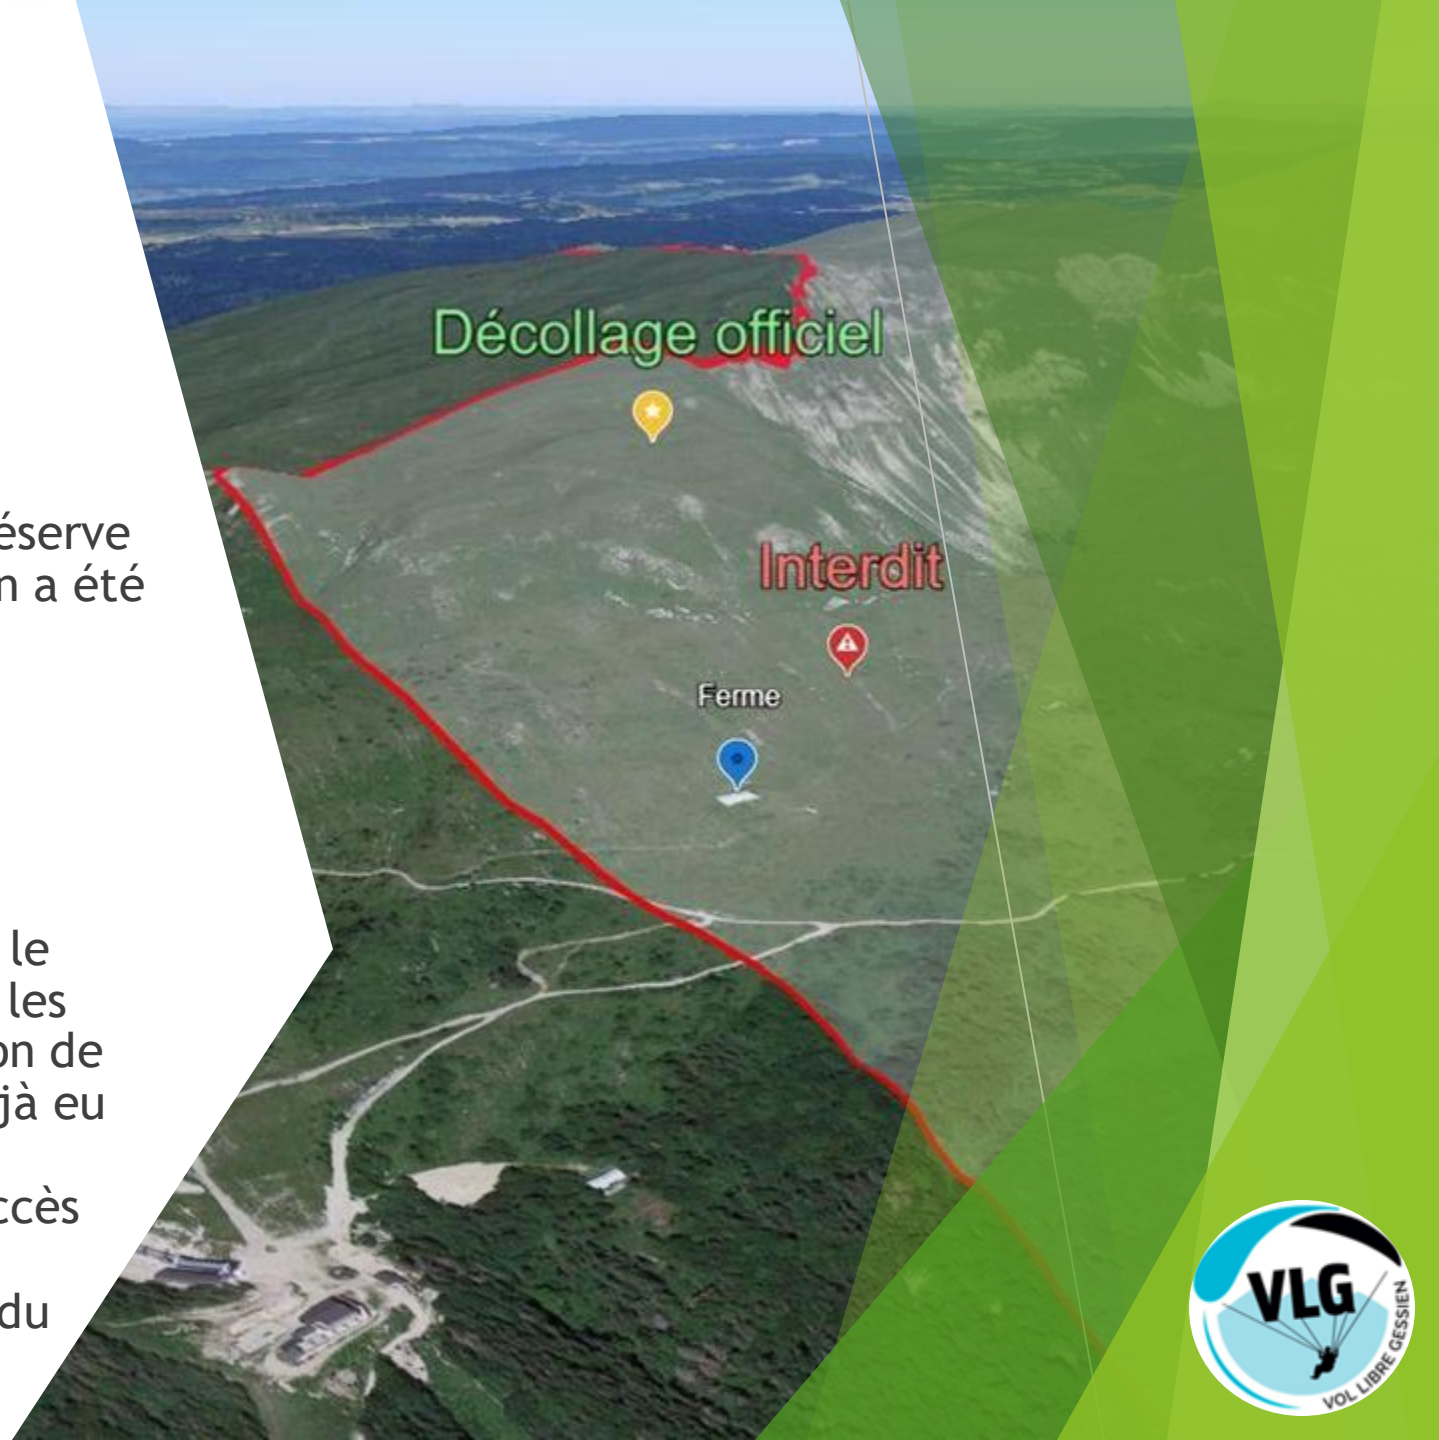 Décollage officiel
Interdit
Ferme
éserve
n a été
le
les
on de
jà eu
ccès
du
VLG
VOL LIBRE GESSIEN